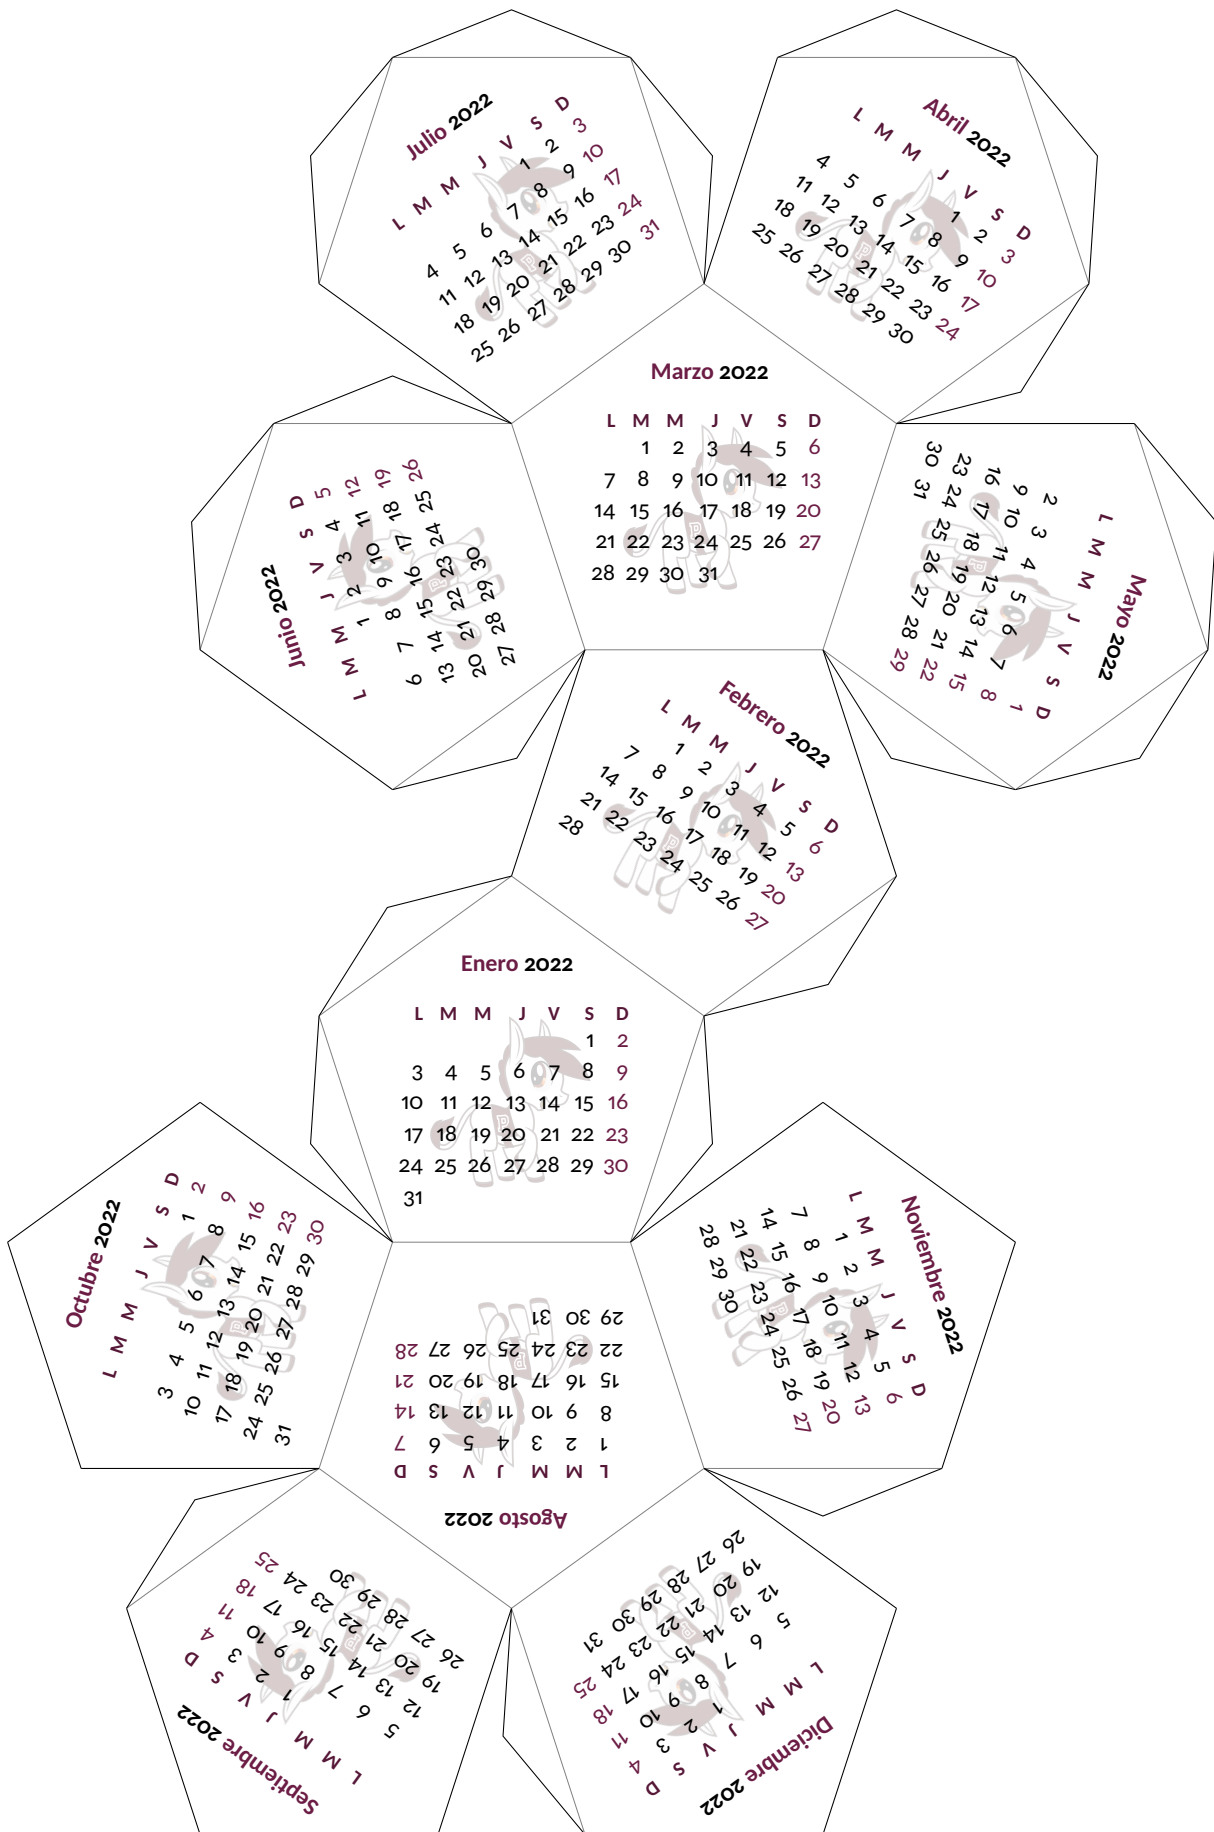 Julio 2022
L M M J V S D
1 2 3
4 5 6 7 8 9 10
11 12 13 14 15 16 17
18 19 20 21 22 23 24
25 26 27 28 29 30 31
Abril 2022
L M M J V S D
1 2 3
4 5 6 7 8 9 10
11 12 13 14 15 16 17
18 19 20 21 22 23 24
25 26 27 28 29 30
Marzo 2022
L M M J V S D
1 2 3 4 5 6
7 8 9 10 11 12 13
14 15 16 17 18 19 20
21 22 23 24 25 26 27
28 29 30 31
Junio 2022
L M M J V S D
1 2 3 4 5
6 7 8 9 10 11 12
13 14 15 16 17 18 19
20 21 22 23 24 25 26
27 28 29 30
Mayo 2022
L M M J V S D
1
2 3 4 5 6 7 8
9 10 11 12 13 14 15
16 17 18 19 20 21 22
23 24 25 26 27 28 29
30 31
Febrero 2022
L M M J V S D
1 2 3 4 5 6
7 8 9 10 11 12 13
14 15 16 17 18 19 20
21 22 23 24 25 26 27
28
Enero 2022
L M M J V S D
1 2
3 4 5 6 7 8 9
10 11 12 13 14 15 16
17 18 19 20 21 22 23
24 25 26 27 28 29 30
31
Octubre 2022
L M M J V S D
1 2
3 4 5 6 7 8 9
10 11 12 13 14 15 16
17 18 19 20 21 22 23
24 25 26 27 28 29 30
31
Noviembre 2022
L M M J V S D
1 2 3 4 5 6
7 8 9 10 11 12 13
14 15 16 17 18 19 20
21 22 23 24 25 26 27
28 29 30
Agosto 2022
L M M J V S D
1 2 3 4 5 6 7
8 9 10 11 12 13 14
15 16 17 18 19 20 21
22 23 24 25 26 27 28
29 30 31
Septiembre 2022
L M M J V S D
1 2 3 4
5 6 7 8 9 10 11
12 13 14 15 16 17 18
19 20 21 22 23 24 25
26 27 28 29 30
Diciembre 2022
L M M J V S D
1 2 3 4
5 6 7 8 9 10 11
12 13 14 15 16 17 18
19 20 21 22 23 24 25
26 27 28 29 30 31